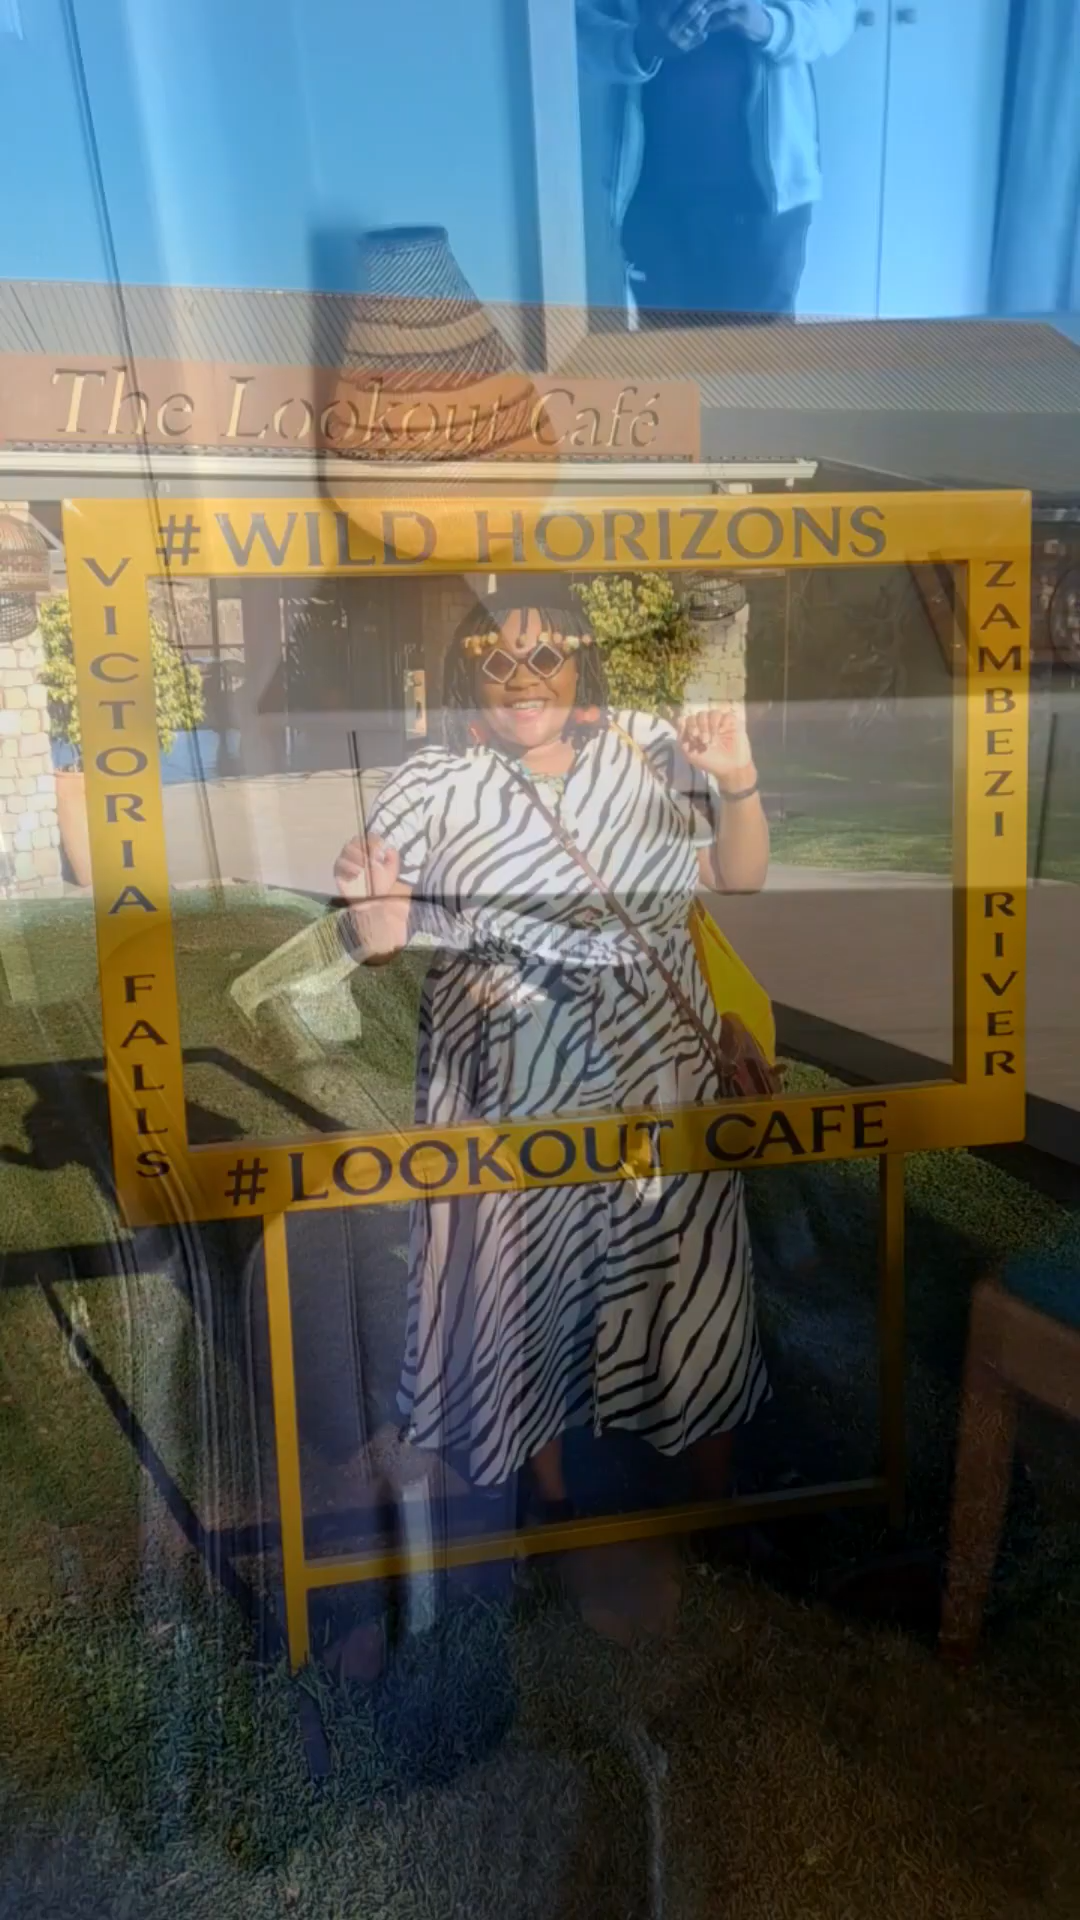 The Lookout Café
#WILD HORIZONS
VICTORIA FALLS
ZAMBEZI RIVER
#LOOKOUT CAFE